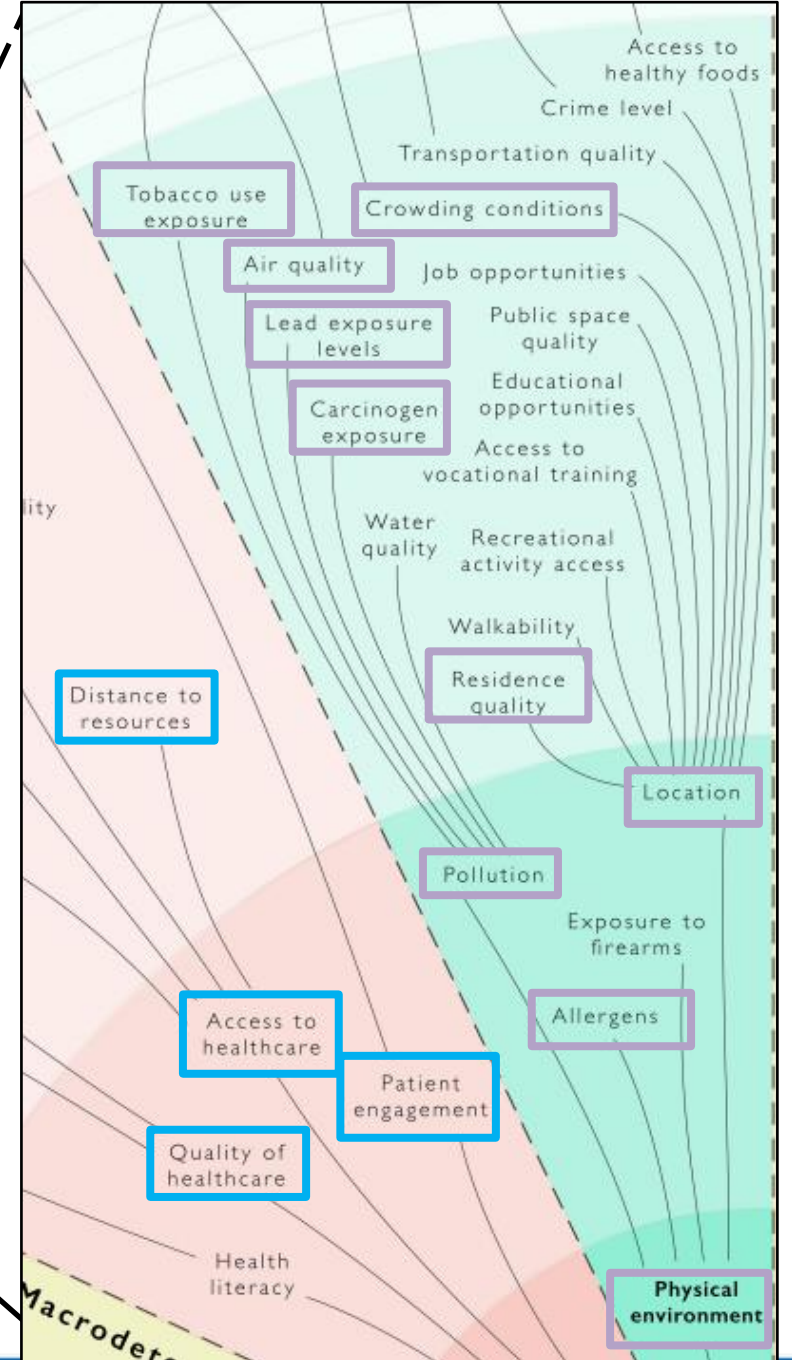 Access to
healthy foods
Crime level
Transportation quality
Tobacco use
exposure
Crowding conditions
Air quality
Job opportunities
Lead exposure
levels
Public space
quality
Educational
opportunities
Carcinogen
exposure
Access to
vocational training
lity
Water
quality
Recreational
activity access
Walkability
Residence
quality
Distance to
resources
Location
Pollution
Exposure to
firearms
Allergens
Access to
healthcare
Patient
engagement
Quality of
healthcare
Health
literacy
Physical
environment
Macrodete